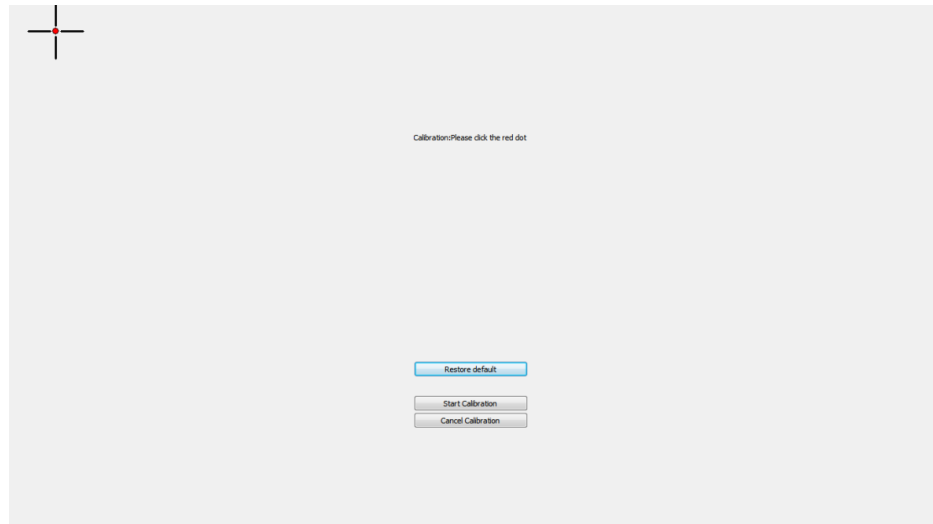 Calibration:Please click the red dot
Restore default
Start Calibration
Cancel Calibration